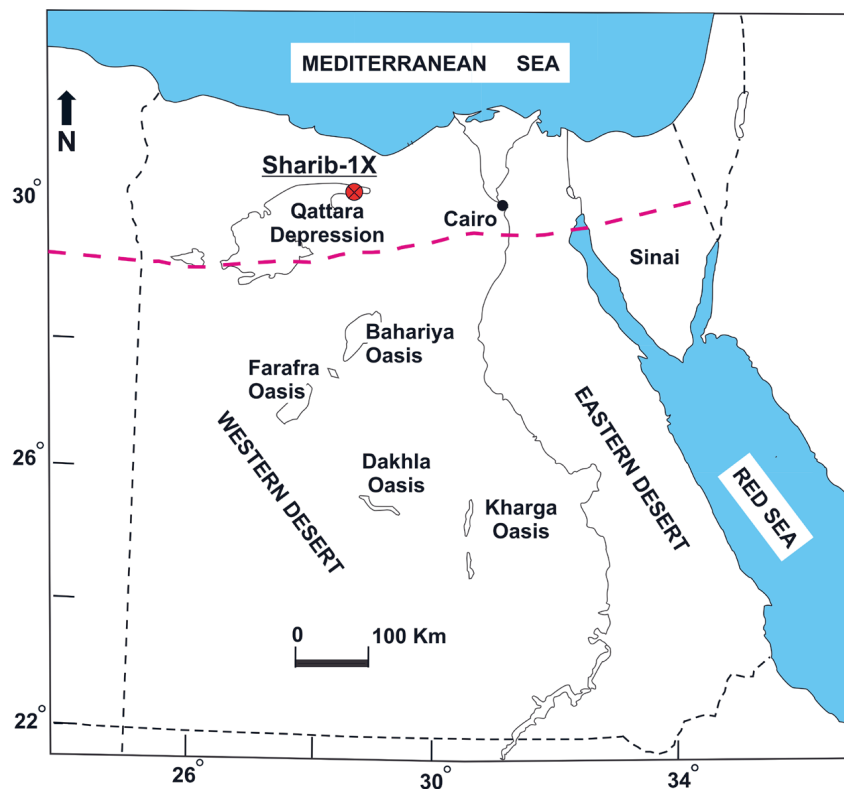 MEDITERRANEAN SEA
N
Sharib-1X
30°
Qattara
Depression
Cairo
Sinai
Bahariya
Oasis
Farafra
Oasis
WESTERN DESERT
EASTERN DESERT
26°
Dakhla
Oasis
Kharga
Oasis
RED SEA
0 100 Km
22°
26° 30° 34°